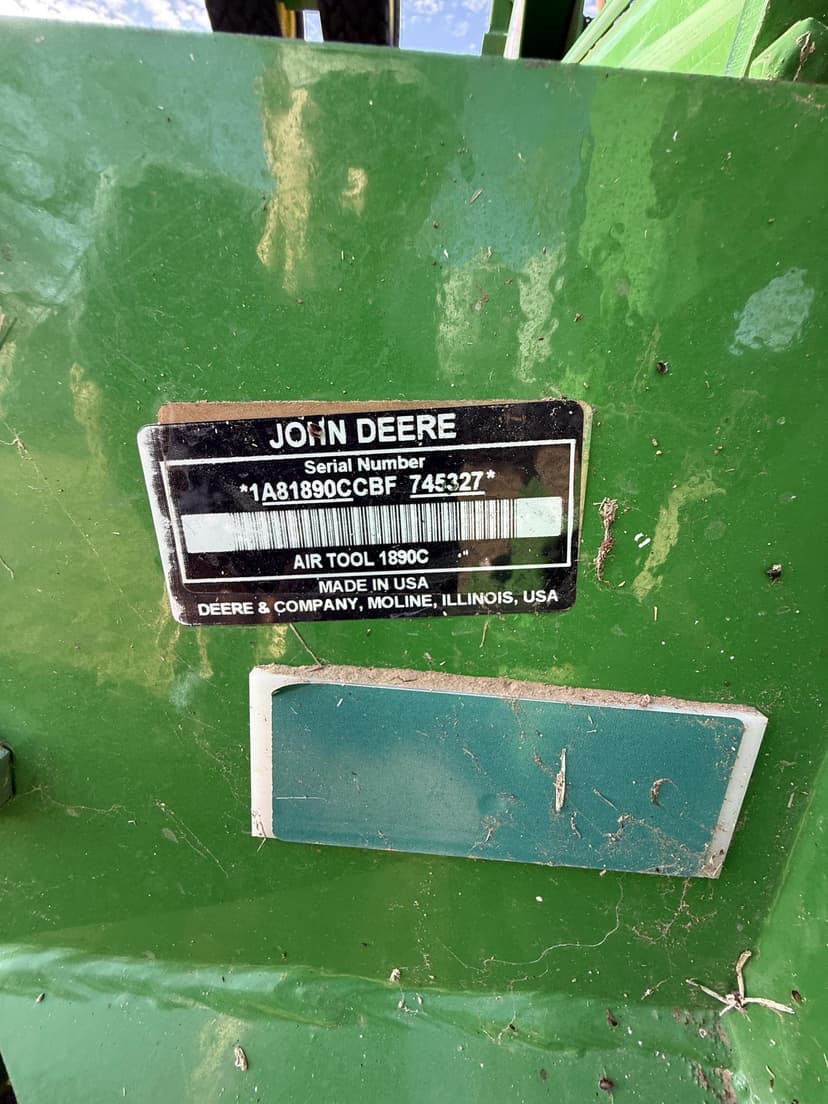 JOHN DEERE
Serial Number
*1A81890CCBF 745327*
AIR TOOL 1890C
MADE IN USA
DEERE & COMPANY, MOLINE, ILLINOIS, USA